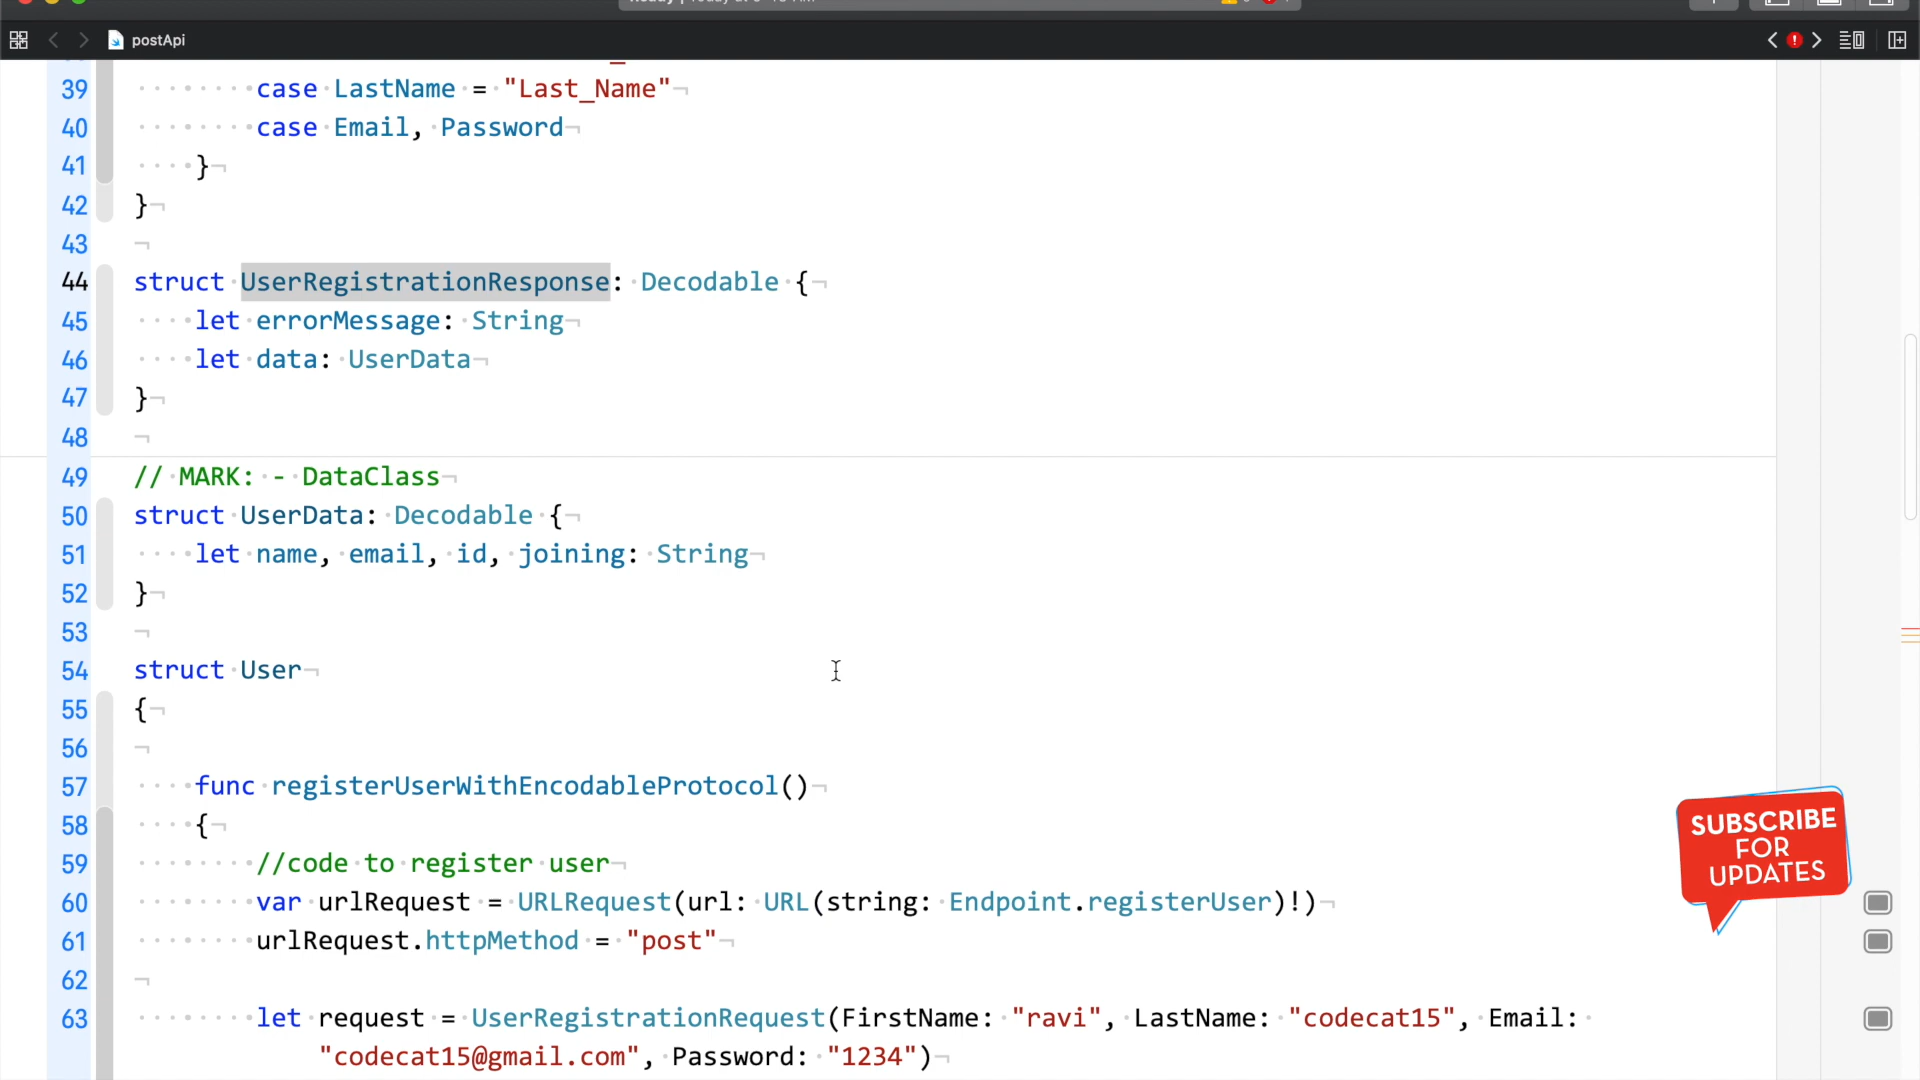 postApi
39 case LastName = "Last_Name"
40 case Email, Password
41 }
42 }
43
44 struct UserRegistrationResponse: Decodable {
45 let errorMessage: String
46 let data: UserData
47 }
48
49 // MARK: - DataClass
50 struct UserData: Decodable {
51 let name, email, id, joining: String
52 }
53
54 struct User
55 {
56
57 func registerUserWithEncodableProtocol()
58 {
59 //code to register user
60 var urlRequest = URLRequest(url: URL(string: Endpoint.registerUser)!)
61 urlRequest.httpMethod = "post"
62
63 let request = UserRegistrationRequest(FirstName: "ravi", LastName: "codecat15", Email:
"codecat15@gmail.com", Password: "1234")
SUBSCRIBE
FOR
UPDATES